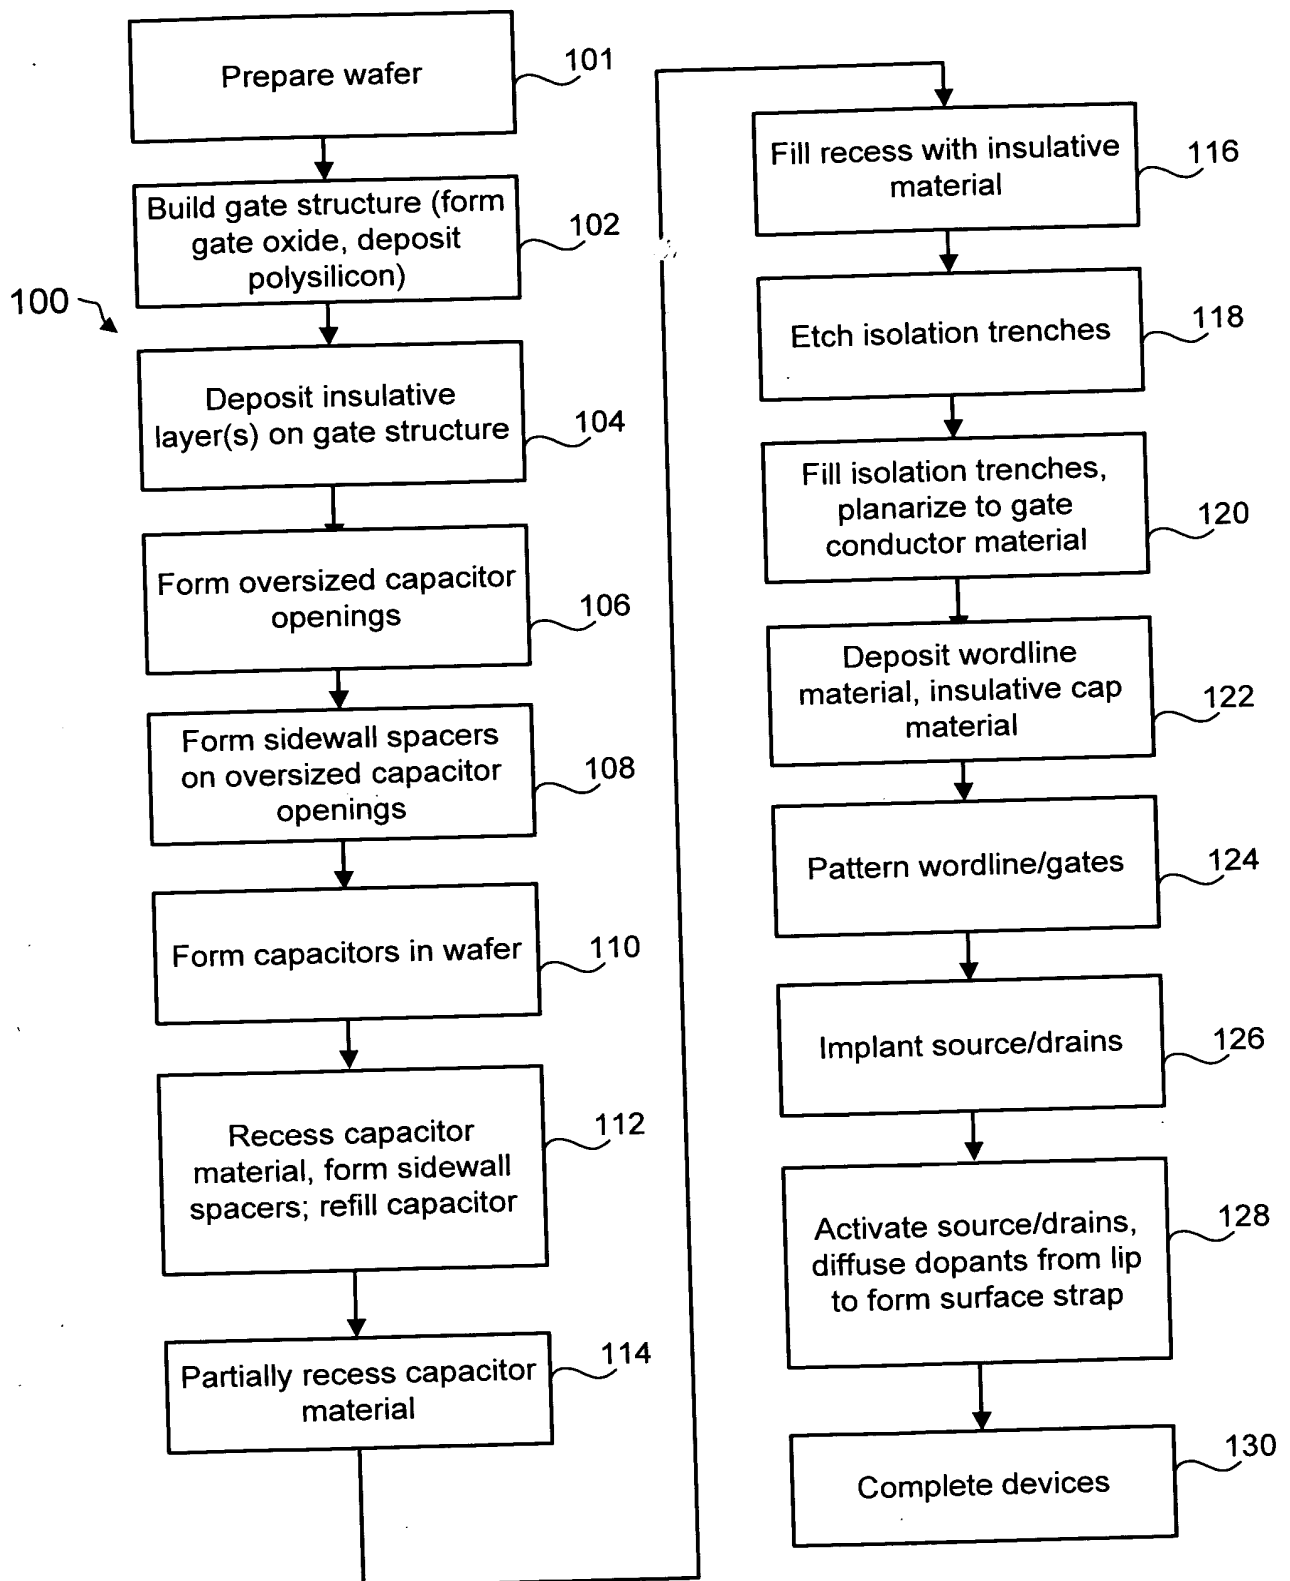 Prepare wafer
101
Build gate structure (form
gate oxide, deposit
polysilicon)
102
100
Deposit insulative
layer(s) on gate structure
104
Form oversized capacitor
openings
106
Form sidewall spacers
on oversized capacitor
openings
108
Form capacitors in wafer
110
Recess capacitor
material, form sidewall
spacers; refill capacitor
112
Partially recess capacitor
material
114
Fill recess with insulative
material
116
Etch isolation trenches
118
Fill isolation trenches,
planarize to gate
conductor material
120
Deposit wordline
material, insulative cap
material
122
Pattern wordline/gates
124
Implant source/drains
126
Activate source/drains,
diffuse dopants from lip
to form surface strap
128
Complete devices
130